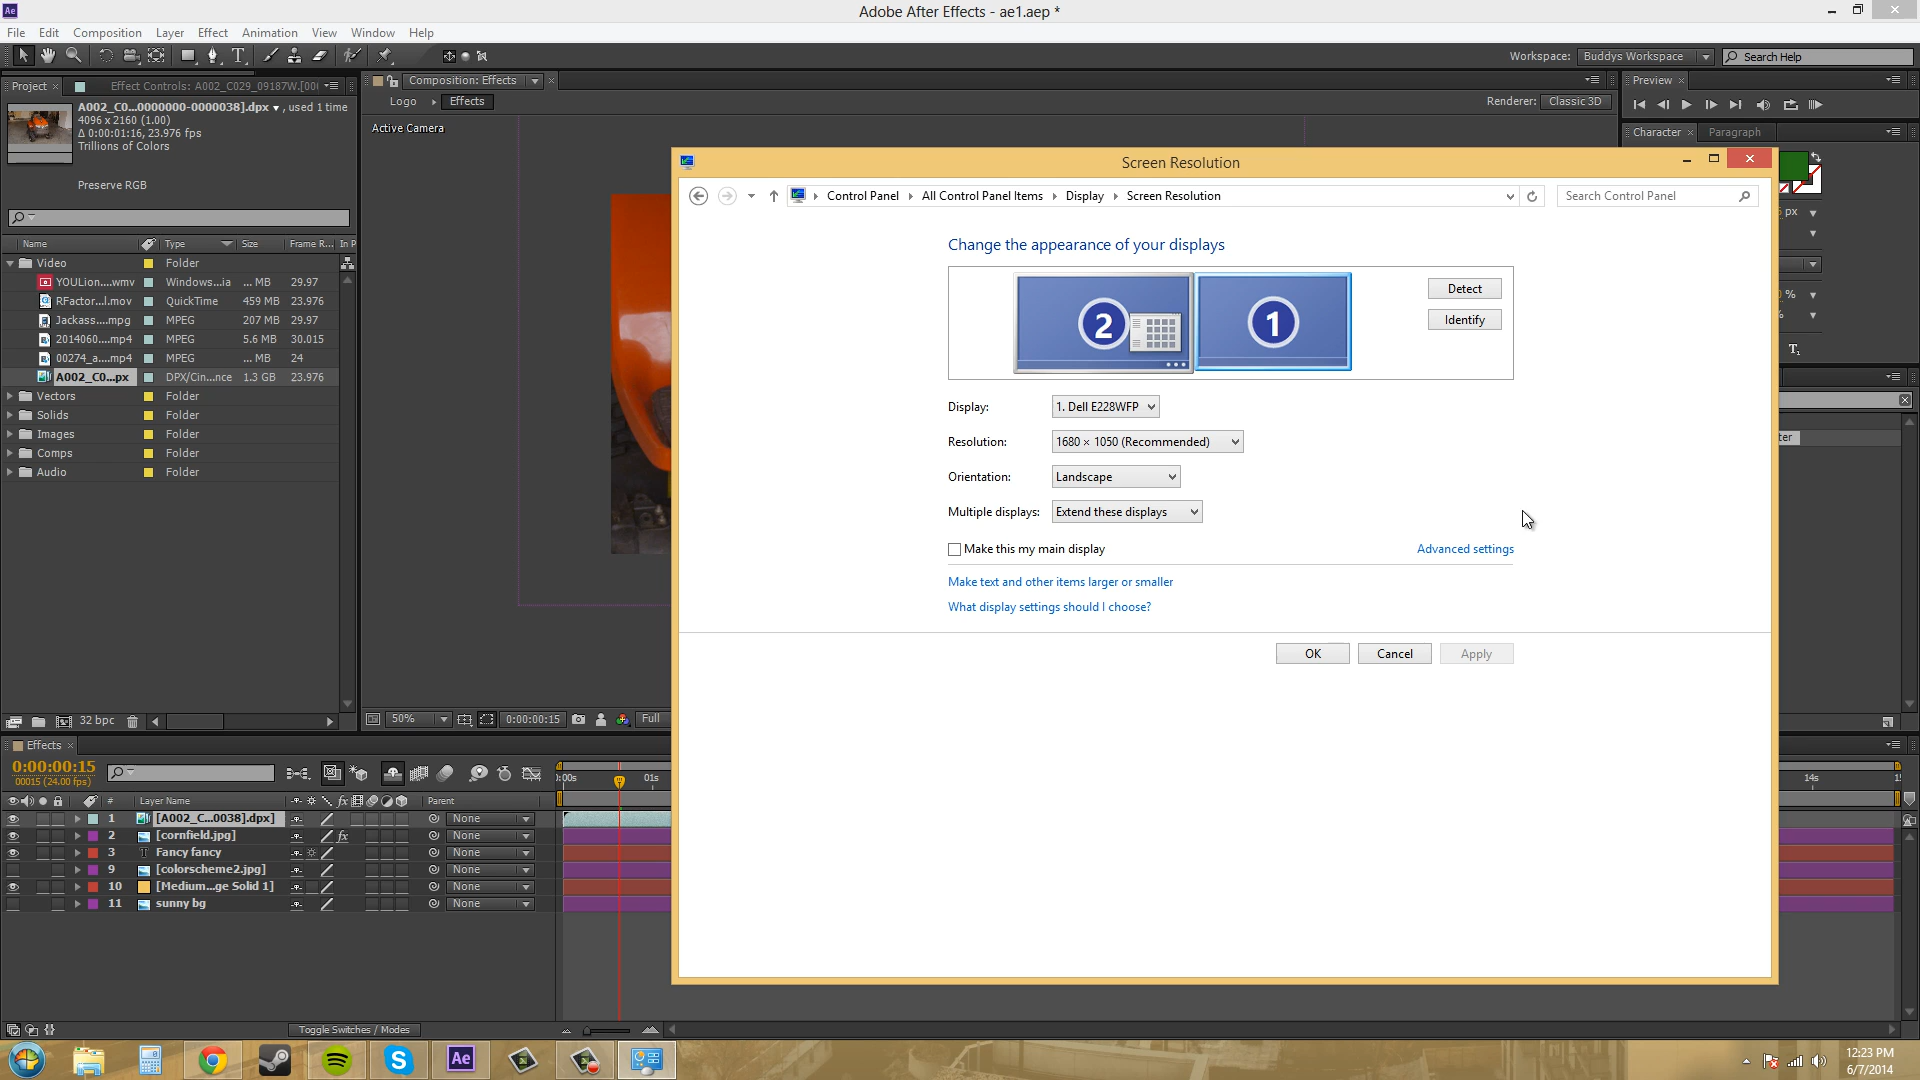 Adobe After Effects - ae1.aep *
File Edit Composition Layer Effect Animation View Window Help
Workspace: Buddys Workspace Search Help
Project Effect Controls: A002_C029_09187W.[00(
Composition: Effects
Preview
Logo Effects
Renderer: Classic 3D
Active Camera
A002_C0...0000000-0000038].dpx , used 1 time
4096 x 2160 (1.00)
Δ 0:00:01:16, 23.976 fps
Trillions of Colors
Preserve RGB
Character Paragraph
px
%
Name Type Size Frame R... In P
Video Folder
YOULion....wmv Windows...ia ... MB 29.97
RFactor...l.mov QuickTime 459 MB 23.976
Jackass....mpg MPEG 207 MB 29.97
2014060....mp4 MPEG 5.6 MB 30.015
00274_a....mp4 MPEG ... MB 24
A002_C0...px DPX/Cin...nce 1.3 GB 23.976
Vectors Folder
Solids Folder
Images Folder
Comps Folder
Audio Folder
32 bpc
50% 0:00:00:15 Full
Screen Resolution
Control Panel All Control Panel Items Display Screen Resolution
Search Control Panel
Change the appearance of your displays
2 1
Detect
Identify
Display: 1. Dell E228WFP
Resolution: 1680 × 1050 (Recommended)
Orientation: Landscape
Multiple displays: Extend these displays
Make this my main display Advanced settings
Make text and other items larger or smaller
What display settings should I choose?
OK Cancel Apply
Effects
0:00:00:15
00015 (24.00 fps)
:00s 01s 14s
# Layer Name fx Parent
1 [A002_C...0038].dpx] None
2 [cornfield.jpg] fx None
3 T Fancy fancy None
9 [colorscheme2.jpg] None
10 [Medium...ge Solid 1] None
11 sunny bg None
Toggle Switches / Modes
Ae
12:23 PM
6/7/2014